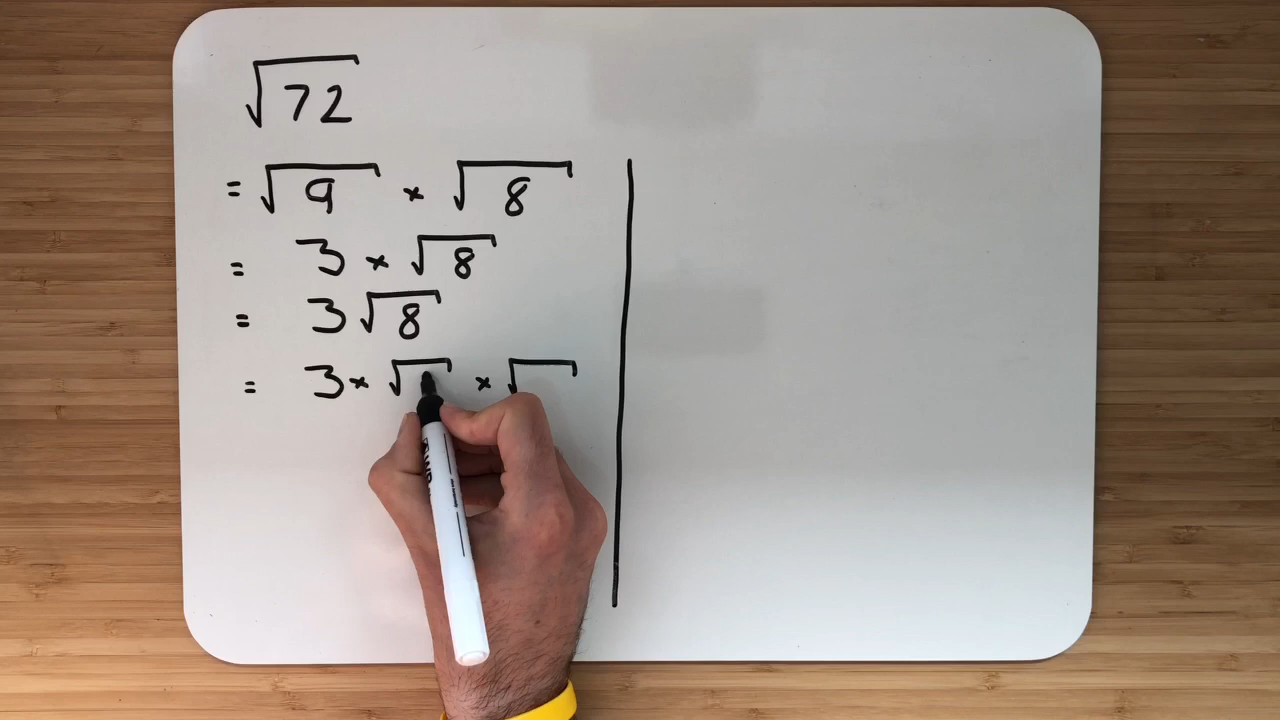 √72
= √9 × √8
= 3 × √8
= 3√8
= 3 × √ × √